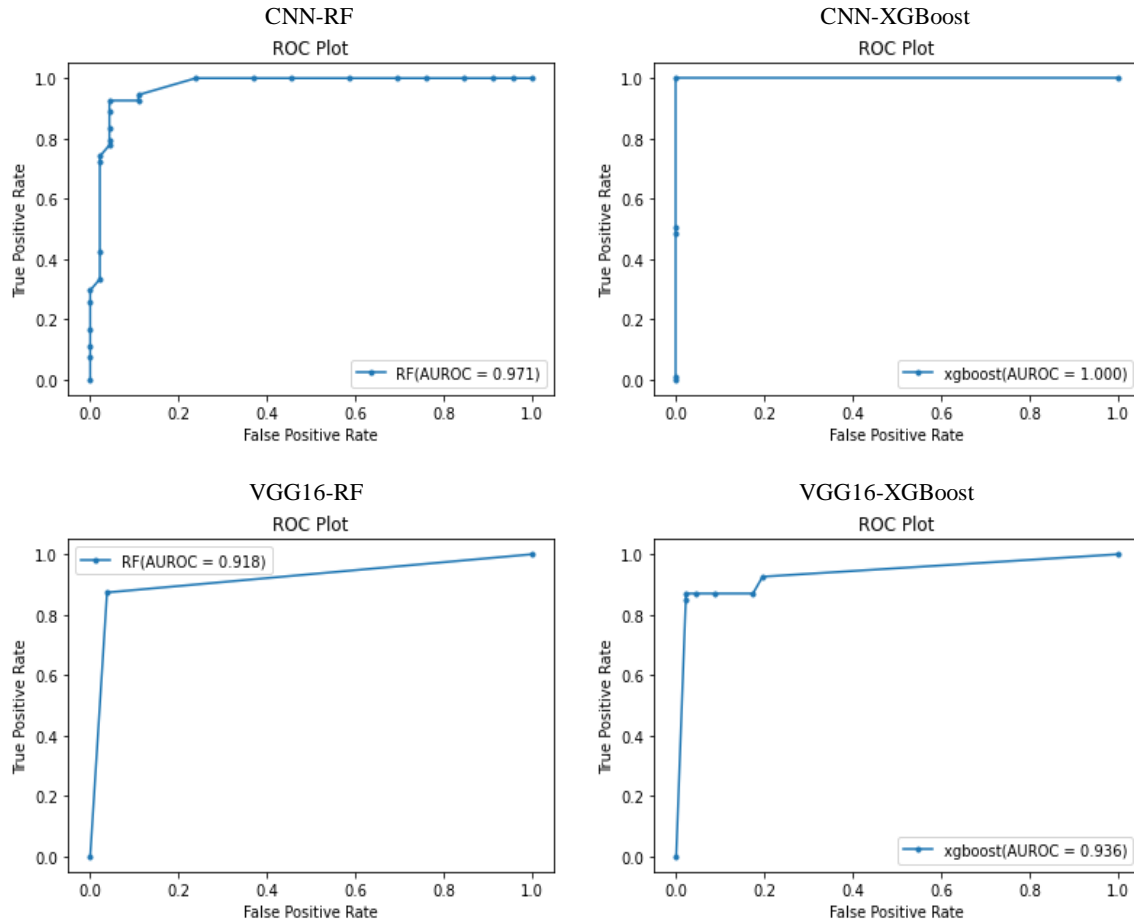 CNN-RF
ROC Plot
1.0
0.8
0.6
0.4
0.2
0.0
True Positive Rate
RF(AUROC = 0.971)
0.0 0.2 0.4 0.6 0.8 1.0
False Positive Rate
CNN-XGBoost
ROC Plot
1.0
0.8
0.6
0.4
0.2
0.0
True Positive Rate
xgboost(AUROC = 1.000)
0.0 0.2 0.4 0.6 0.8 1.0
False Positive Rate
VGG16-RF
ROC Plot
1.0
0.8
0.6
0.4
0.2
0.0
True Positive Rate
RF(AUROC = 0.918)
0.0 0.2 0.4 0.6 0.8 1.0
False Positive Rate
VGG16-XGBoost
ROC Plot
1.0
0.8
0.6
0.4
0.2
0.0
True Positive Rate
xgboost(AUROC = 0.936)
0.0 0.2 0.4 0.6 0.8 1.0
False Positive Rate